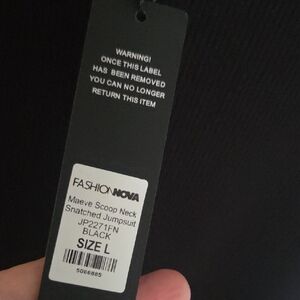 WARNING!
ONCE THIS LABEL
HAS BEEN REMOVED
YOU CAN NO LONGER
RETURN THIS ITEM
FASHIONNOVA
Maeve Scoop Neck
Snatched Jumpsuit
JP2271FN
BLACK
SIZE L
5066885